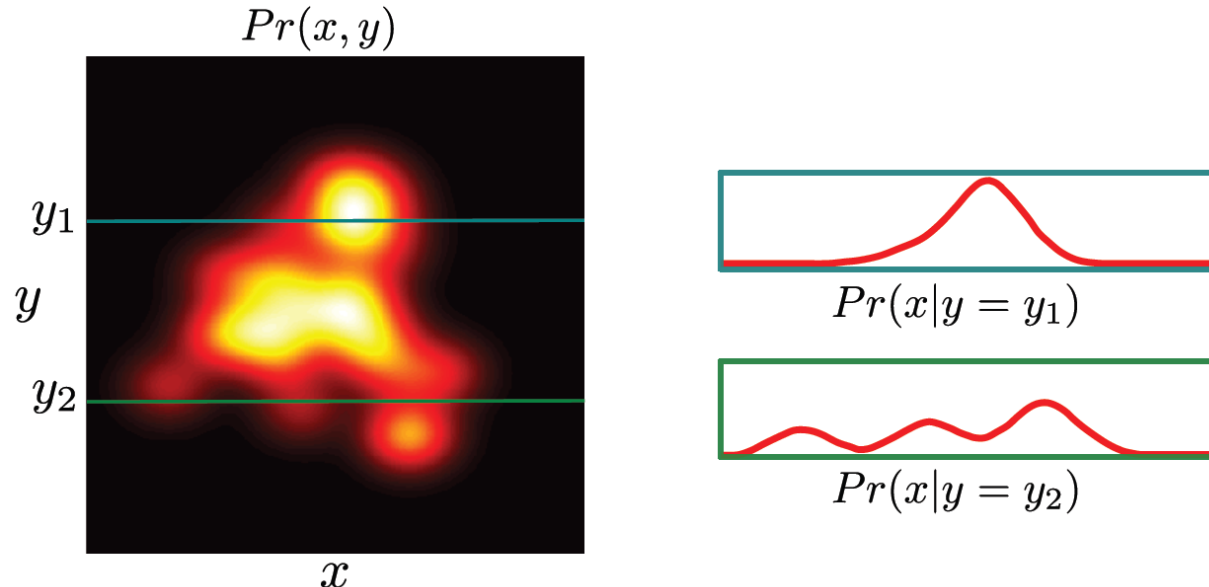 Pr(x, y)
y₁
y
y₂
x
Pr(x|y = y₁)
Pr(x|y = y₂)